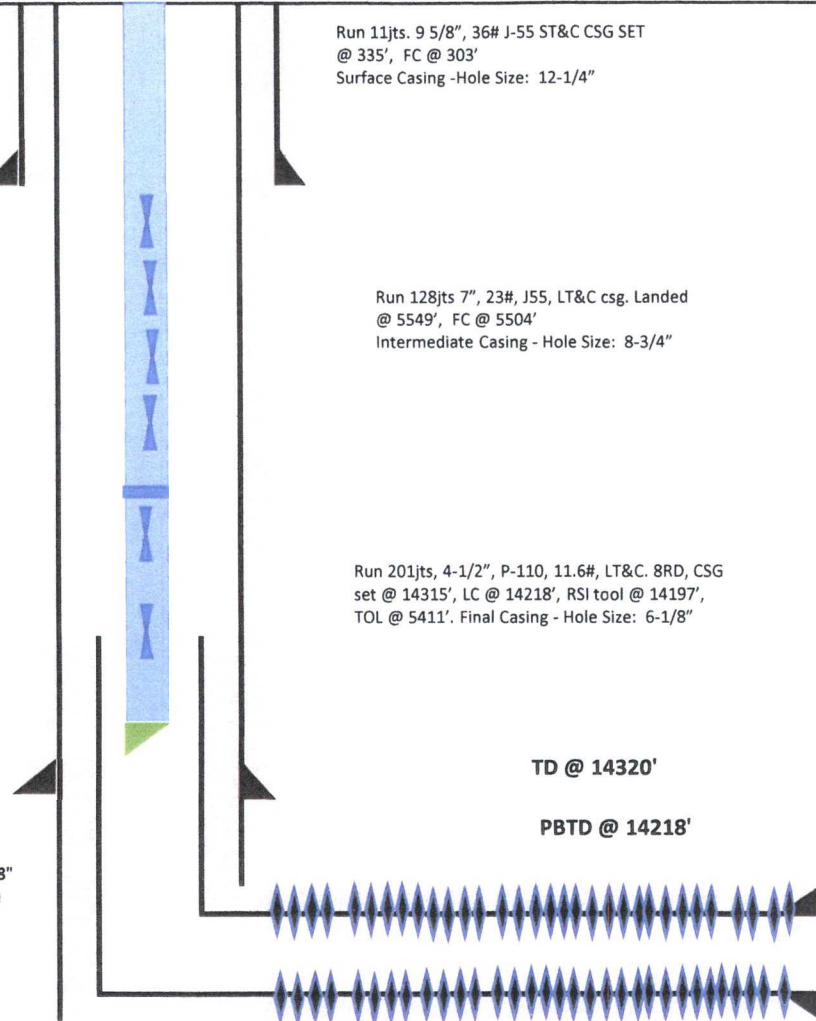 Run 11jts. 9 5/8", 36# J-55 ST&C CSG SET
@ 335', FC @ 303'
Surface Casing -Hole Size: 12-1/4"
Run 128jts 7", 23#, J55, LT&C csg. Landed
@ 5549', FC @ 5504'
Intermediate Casing - Hole Size: 8-3/4"
Run 201jts, 4-1/2", P-110, 11.6#, LT&C. 8RD, CSG
set @ 14315', LC @ 14218', RSI tool @ 14197',
TOL @ 5411'. Final Casing - Hole Size: 6-1/8"
TD @ 14320'
PBTD @ 14218'